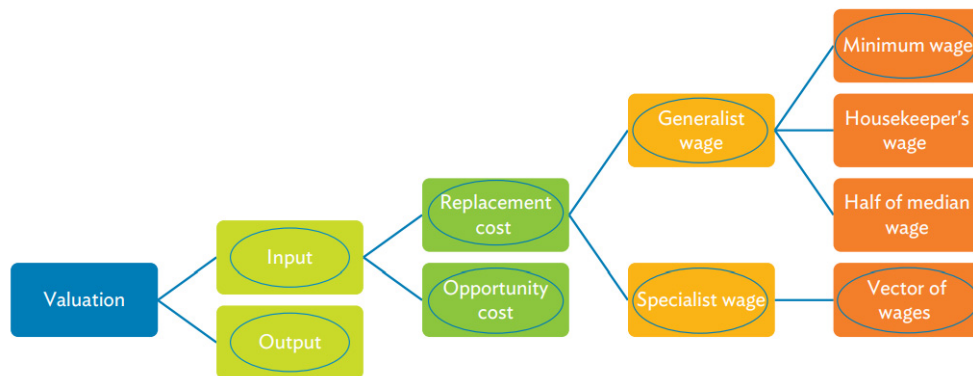 Valuation
Input
Output
Replacement
cost
Opportunity
cost
Generalist
wage
Specialist wage
Minimum wage
Housekeeper's
wage
Half of median
wage
Vector of
wages